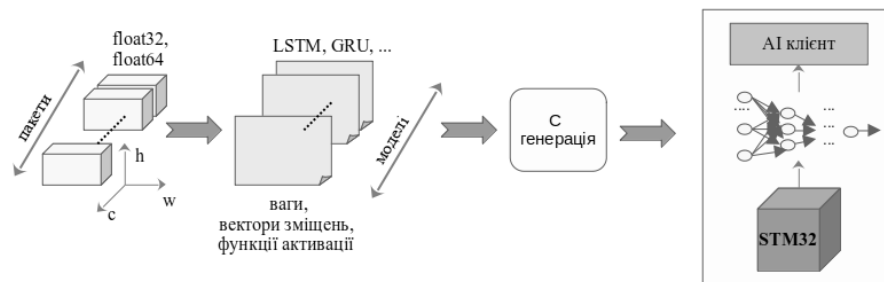 float32,
float64
пакети
h
w
c
LSTM, GRU, ...
моделі
ваги,
вектори зміщень,
функції активації
C
генерація
AI клієнт
...
...
...
...
...
STM32